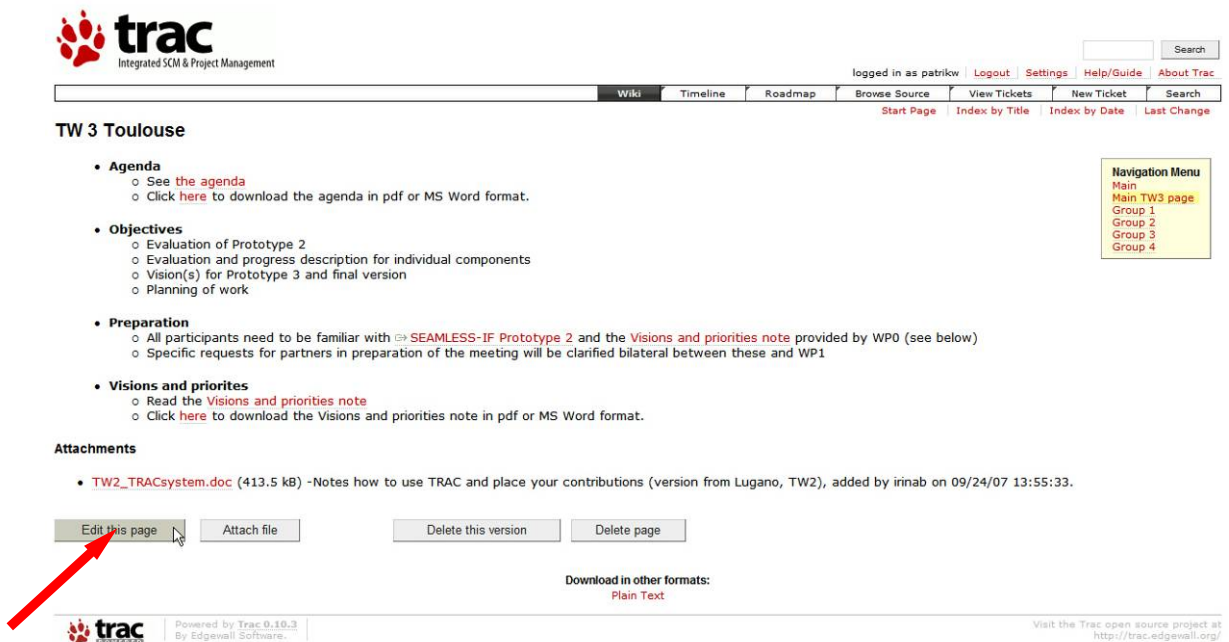 trac
Integrated SCM & Project Management
Search
logged in as patrikw Logout Settings Help/Guide About Trac
Wiki Timeline Roadmap Browse Source View Tickets New Ticket Search
Start Page Index by Title Index by Date Last Change
TW 3 Toulouse
• Agenda
o See the agenda
o Click here to download the agenda in pdf or MS Word format.
• Objectives
o Evaluation of Prototype 2
o Evaluation and progress description for individual components
o Vision(s) for Prototype 3 and final version
o Planning of work
• Preparation
o All participants need to be familiar with SEAMLESS-IF Prototype 2 and the Visions and priorities note provided by WP0 (see below)
o Specific requests for partners in preparation of the meeting will be clarified bilateral between these and WP1
• Visions and priorites
o Read the Visions and priorities note
o Click here to download the Visions and priorities note in pdf or MS Word format.
Navigation Menu
Main
Main TW3 page
Group 1
Group 2
Group 3
Group 4
Attachments
• TW2_TRACsystem.doc (413.5 kB) -Notes how to use TRAC and place your contributions (version from Lugano, TW2), added by irinab on 09/24/07 13:55:33.
Edit this page Attach file Delete this version Delete page
Download in other formats:
Plain Text
trac
Powered by Trac 0.10.3
By Edgewall Software.
Visit the Trac open source project at
http://trac.edgewall.org/